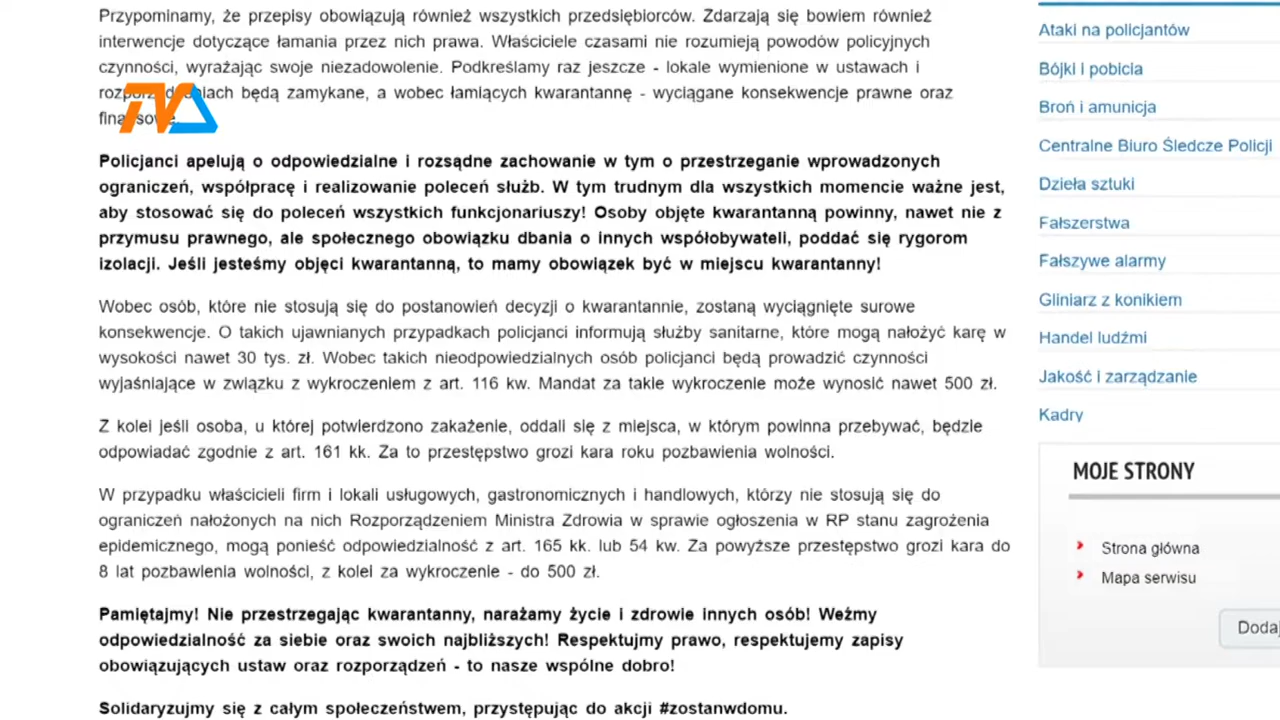 Przypominamy, że przepisy obowiązują również wszystkich przedsiębiorców. Zdarzają się bowiem również
interwencje dotyczące łamania przez nich prawa. Właściciele czasami nie rozumieją powodów policyjnych
czynności, wyrażając swoje niezadowolenie. Podkreślamy raz jeszcze - lokale wymienione w ustawach i
rozporządzeniach będą zamykane, a wobec łamiących kwarantannę - wyciągane konsekwencje prawne oraz
finansowe.
TVA
Policjanci apelują o odpowiedzialne i rozsądne zachowanie w tym o przestrzeganie wprowadzonych
ograniczeń, współpracę i realizowanie poleceń służb. W tym trudnym dla wszystkich momencie ważne jest,
aby stosować się do poleceń wszystkich funkcjonariuszy! Osoby objęte kwarantanną powinny, nawet nie z
przymusu prawnego, ale społecznego obowiązku dbania o innych współobywateli, poddać się rygorom
izolacji. Jeśli jesteśmy objęci kwarantanną, to mamy obowiązek być w miejscu kwarantanny!
Wobec osób, które nie stosują się do postanowień decyzji o kwarantannie, zostaną wyciągnięte surowe
konsekwencje. O takich ujawnianych przypadkach policjanci informują służby sanitarne, które mogą nałożyć karę w
wysokości nawet 30 tys. zł. Wobec takich nieodpowiedzialnych osób policjanci będą prowadzić czynności
wyjaśniające w związku z wykroczeniem z art. 116 kw. Mandat za takie wykroczenie może wynosić nawet 500 zł.
Z kolei jeśli osoba, u której potwierdzono zakażenie, oddali się z miejsca, w którym powinna przebywać, będzie
odpowiadać zgodnie z art. 161 kk. Za to przestępstwo grozi kara roku pozbawienia wolności.
W przypadku właścicieli firm i lokali usługowych, gastronomicznych i handlowych, którzy nie stosują się do
ograniczeń nałożonych na nich Rozporządzeniem Ministra Zdrowia w sprawie ogłoszenia w RP stanu zagrożenia
epidemicznego, mogą ponieść odpowiedzialność z art. 165 kk. lub 54 kw. Za powyższe przestępstwo grozi kara do
8 lat pozbawienia wolności, z kolei za wykroczenie - do 500 zł.
Pamiętajmy! Nie przestrzegając kwarantanny, narażamy życie i zdrowie innych osób! Weźmy
odpowiedzialność za siebie oraz swoich najbliższych! Respektujmy prawo, respektujemy zapisy
obowiązujących ustaw oraz rozporządzeń - to nasze wspólne dobro!
Solidaryzujmy się z całym społeczeństwem, przystępując do akcji #zostanwdomu.
Ataki na policjantów
Bójki i pobicia
Broń i amunicja
Centralne Biuro Śledcze Policji
Dzieła sztuki
Fałszerstwa
Fałszywe alarmy
Gliniarz z konikiem
Handel ludźmi
Jakość i zarządzanie
Kadry
MOJE STRONY
Strona główna
Mapa serwisu
Dodaj